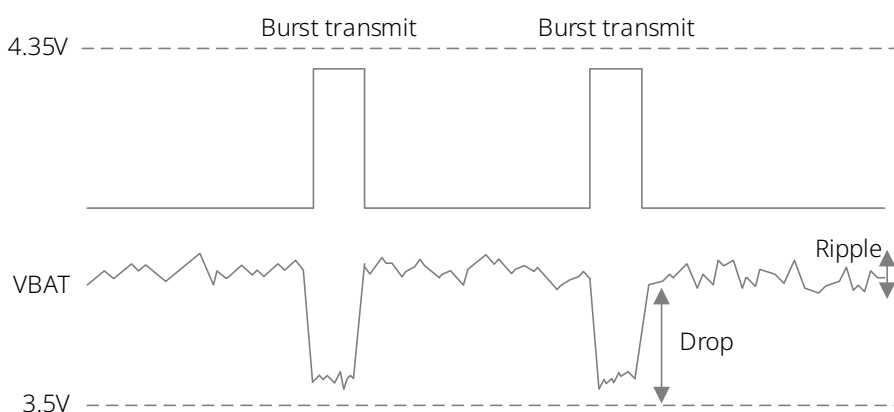 Burst transmit Burst transmit
4.35V
Ripple
VBAT
Drop
3.5V